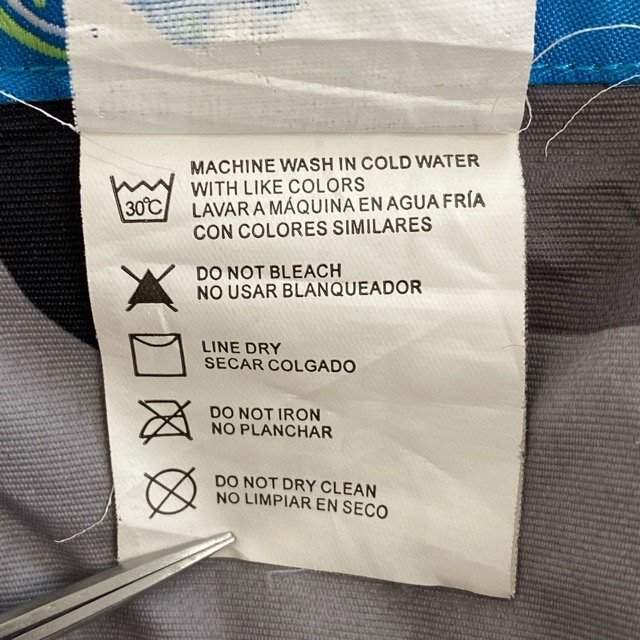 MACHINE WASH IN COLD WATER
WITH LIKE COLORS
LAVAR A MÁQUINA EN AGUA FRÍA
CON COLORES SIMILARES
30°C
DO NOT BLEACH
NO USAR BLANQUEADOR
LINE DRY
SECAR COLGADO
DO NOT IRON
NO PLANCHAR
DO NOT DRY CLEAN
NO LIMPIAR EN SECO